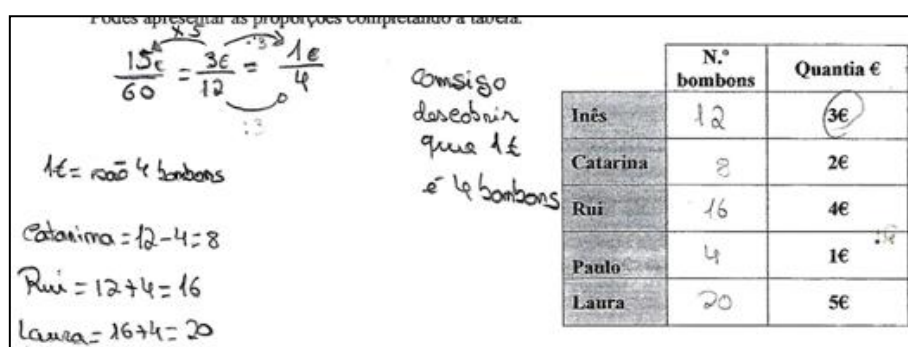 Podes apresentar as proporções completando a tabela.
x5
:3
15€/60 = 3€/12 = 1€/4
:3
1€ = são 4 bombons
Catarina = 12-4=8
Rui = 12+4=16
Laura = 16+4= 20
Consigo
descobrir
que 1€
é 4 bombons
N.º bombons Quantia €
Inês 12 3€
Catarina 8 2€
Rui 16 4€
Paulo 4 1€
Laura 20 5€